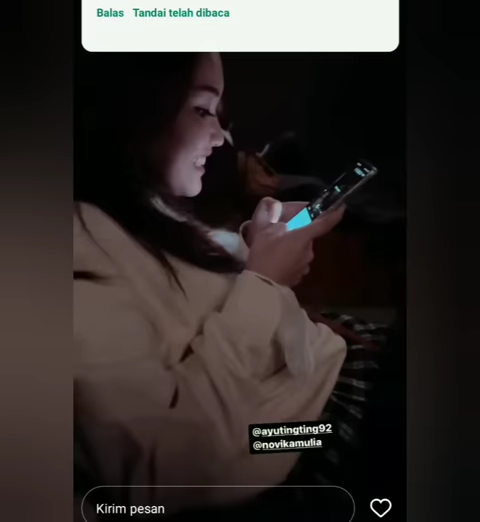 Balas Tandai telah dibaca
@ayutingting92
@novikamulia
Kirim pesan